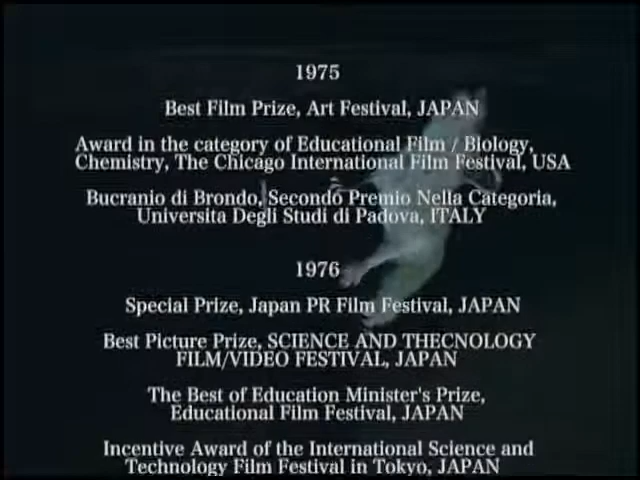 1975
Best Film Prize, Art Festival, JAPAN
Award in the category of Educational Film / Biology,
Chemistry, The Chicago International Film Festival, USA
Bucranio di Brondo, Secondo Premio Nella Categoria,
Universita Degli Studi di Padova, ITALY
1976
Special Prize, Japan PR Film Festival, JAPAN
Best Picture Prize, SCIENCE AND THECNOLOGY
FILM/VIDEO FESTIVAL, JAPAN
The Best of Education Minister's Prize,
Educational Film Festival, JAPAN
Incentive Award of the International Science and
Technology Film Festival in Tokyo, JAPAN